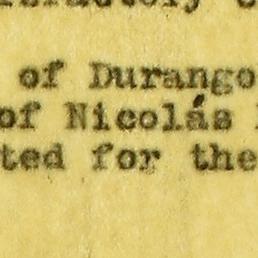 of Durango
of Nicolás
ted for the